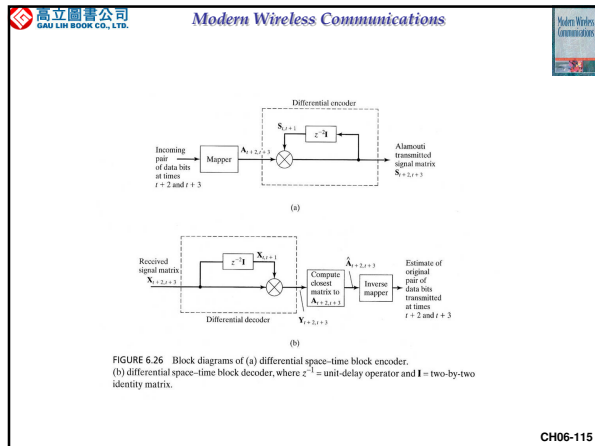 高立圖書公司
GAU LIH BOOK CO., LTD.
Modern Wireless Communications
Modern Wireless
Communications
Differential encoder
S_{t,t+1}
z^{-2}I
Incoming
pair
of data bits
at times
t + 2 and t + 3
Mapper
A_{t+2,t+3}
Alamouti
transmitted
signal matrix
S_{t+2,t+3}
(a)
Received
signal matrix
X_{t+2,t+3}
z^{-2}I
X_{t,t+1}
Differential decoder
Y_{t+2,t+3}
Compute
closest
matrix to
A_{t+2,t+3}
Â_{t+2,t+3}
Inverse
mapper
Estimate of
original
pair of
data bits
transmitted
at times
t + 2 and t + 3
(b)
FIGURE 6.26 Block diagrams of (a) differential space–time block encoder.
(b) differential space–time block decoder, where z^{-1} = unit-delay operator and I = two-by-two
identity matrix.
CH06-115